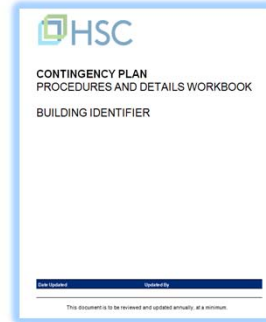 HSC
CONTINGENCY PLAN
PROCEDURES AND DETAILS WORKBOOK
BUILDING IDENTIFIER
Date Updated Updated By
This document is to be reviewed and updated annually, at a minimum.